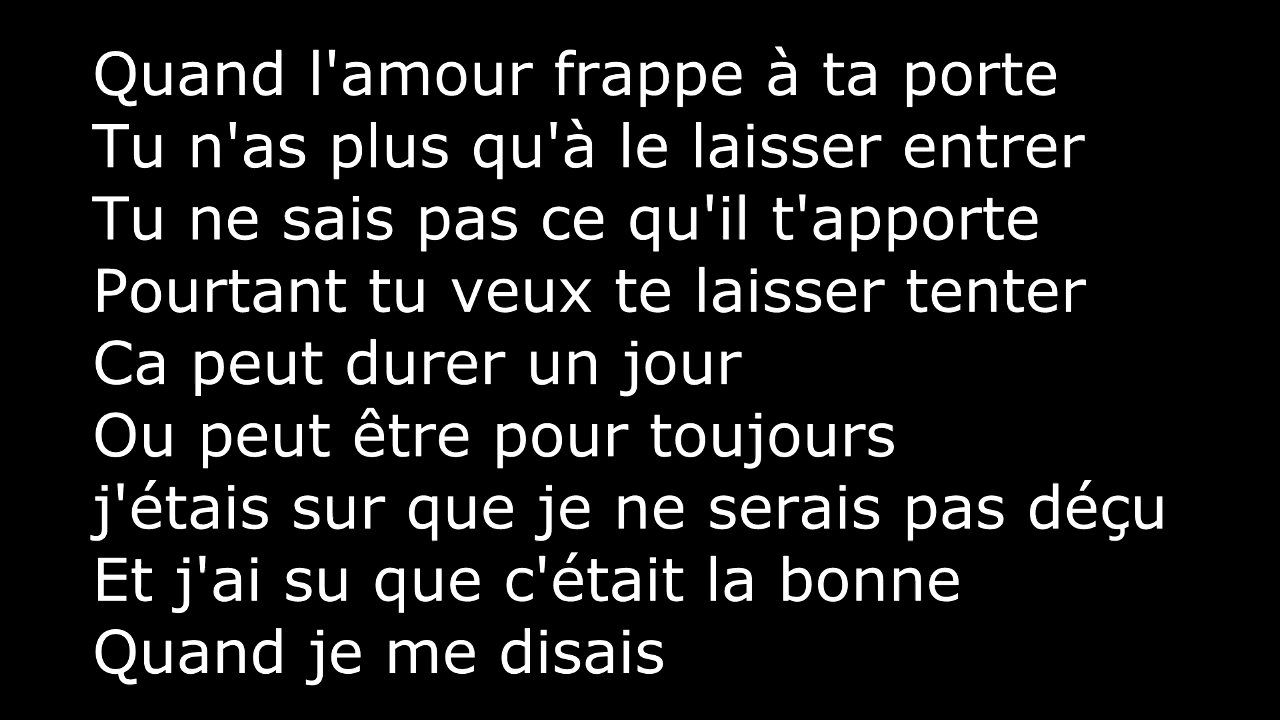 Quand l'amour frappe à ta porte
Tu n'as plus qu'à le laisser entrer
Tu ne sais pas ce qu'il t'apporte
Pourtant tu veux te laisser tenter
Ca peut durer un jour
Ou peut être pour toujours
j'étais sur que je ne serais pas déçu
Et j'ai su que c'était la bonne
Quand je me disais